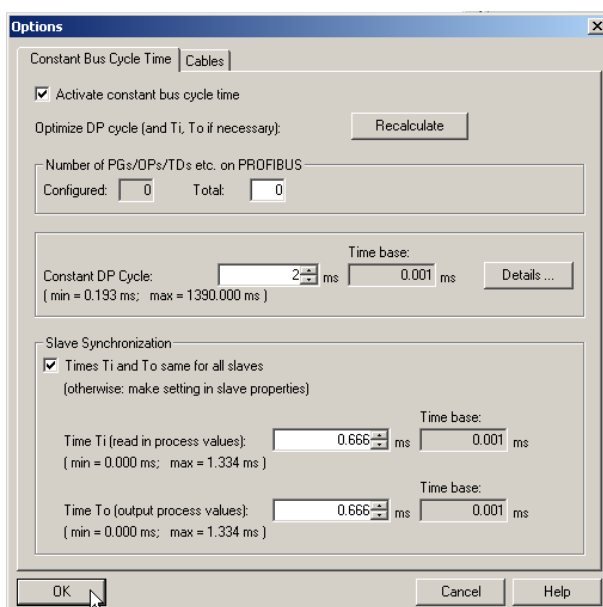 Options
Constant Bus Cycle Time Cables
Activate constant bus cycle time
Optimize DP cycle (and Ti, To if necessary): Recalculate
Number of PGs/OPs/TDs etc. on PROFIBUS
Configured: 0 Total: 0
Time base:
Constant DP Cycle: 2 ms 0.001 ms Details ...
( min = 0.193 ms; max = 1390.000 ms )
Slave Synchronization
Times Ti and To same for all slaves
(otherwise: make setting in slave properties)
Time base:
Time Ti (read in process values): 0.666 ms 0.001 ms
( min = 0.000 ms; max = 1.334 ms )
Time base:
Time To (output process values): 0.666 ms 0.001 ms
( min = 0.000 ms; max = 1.334 ms )
OK Cancel Help